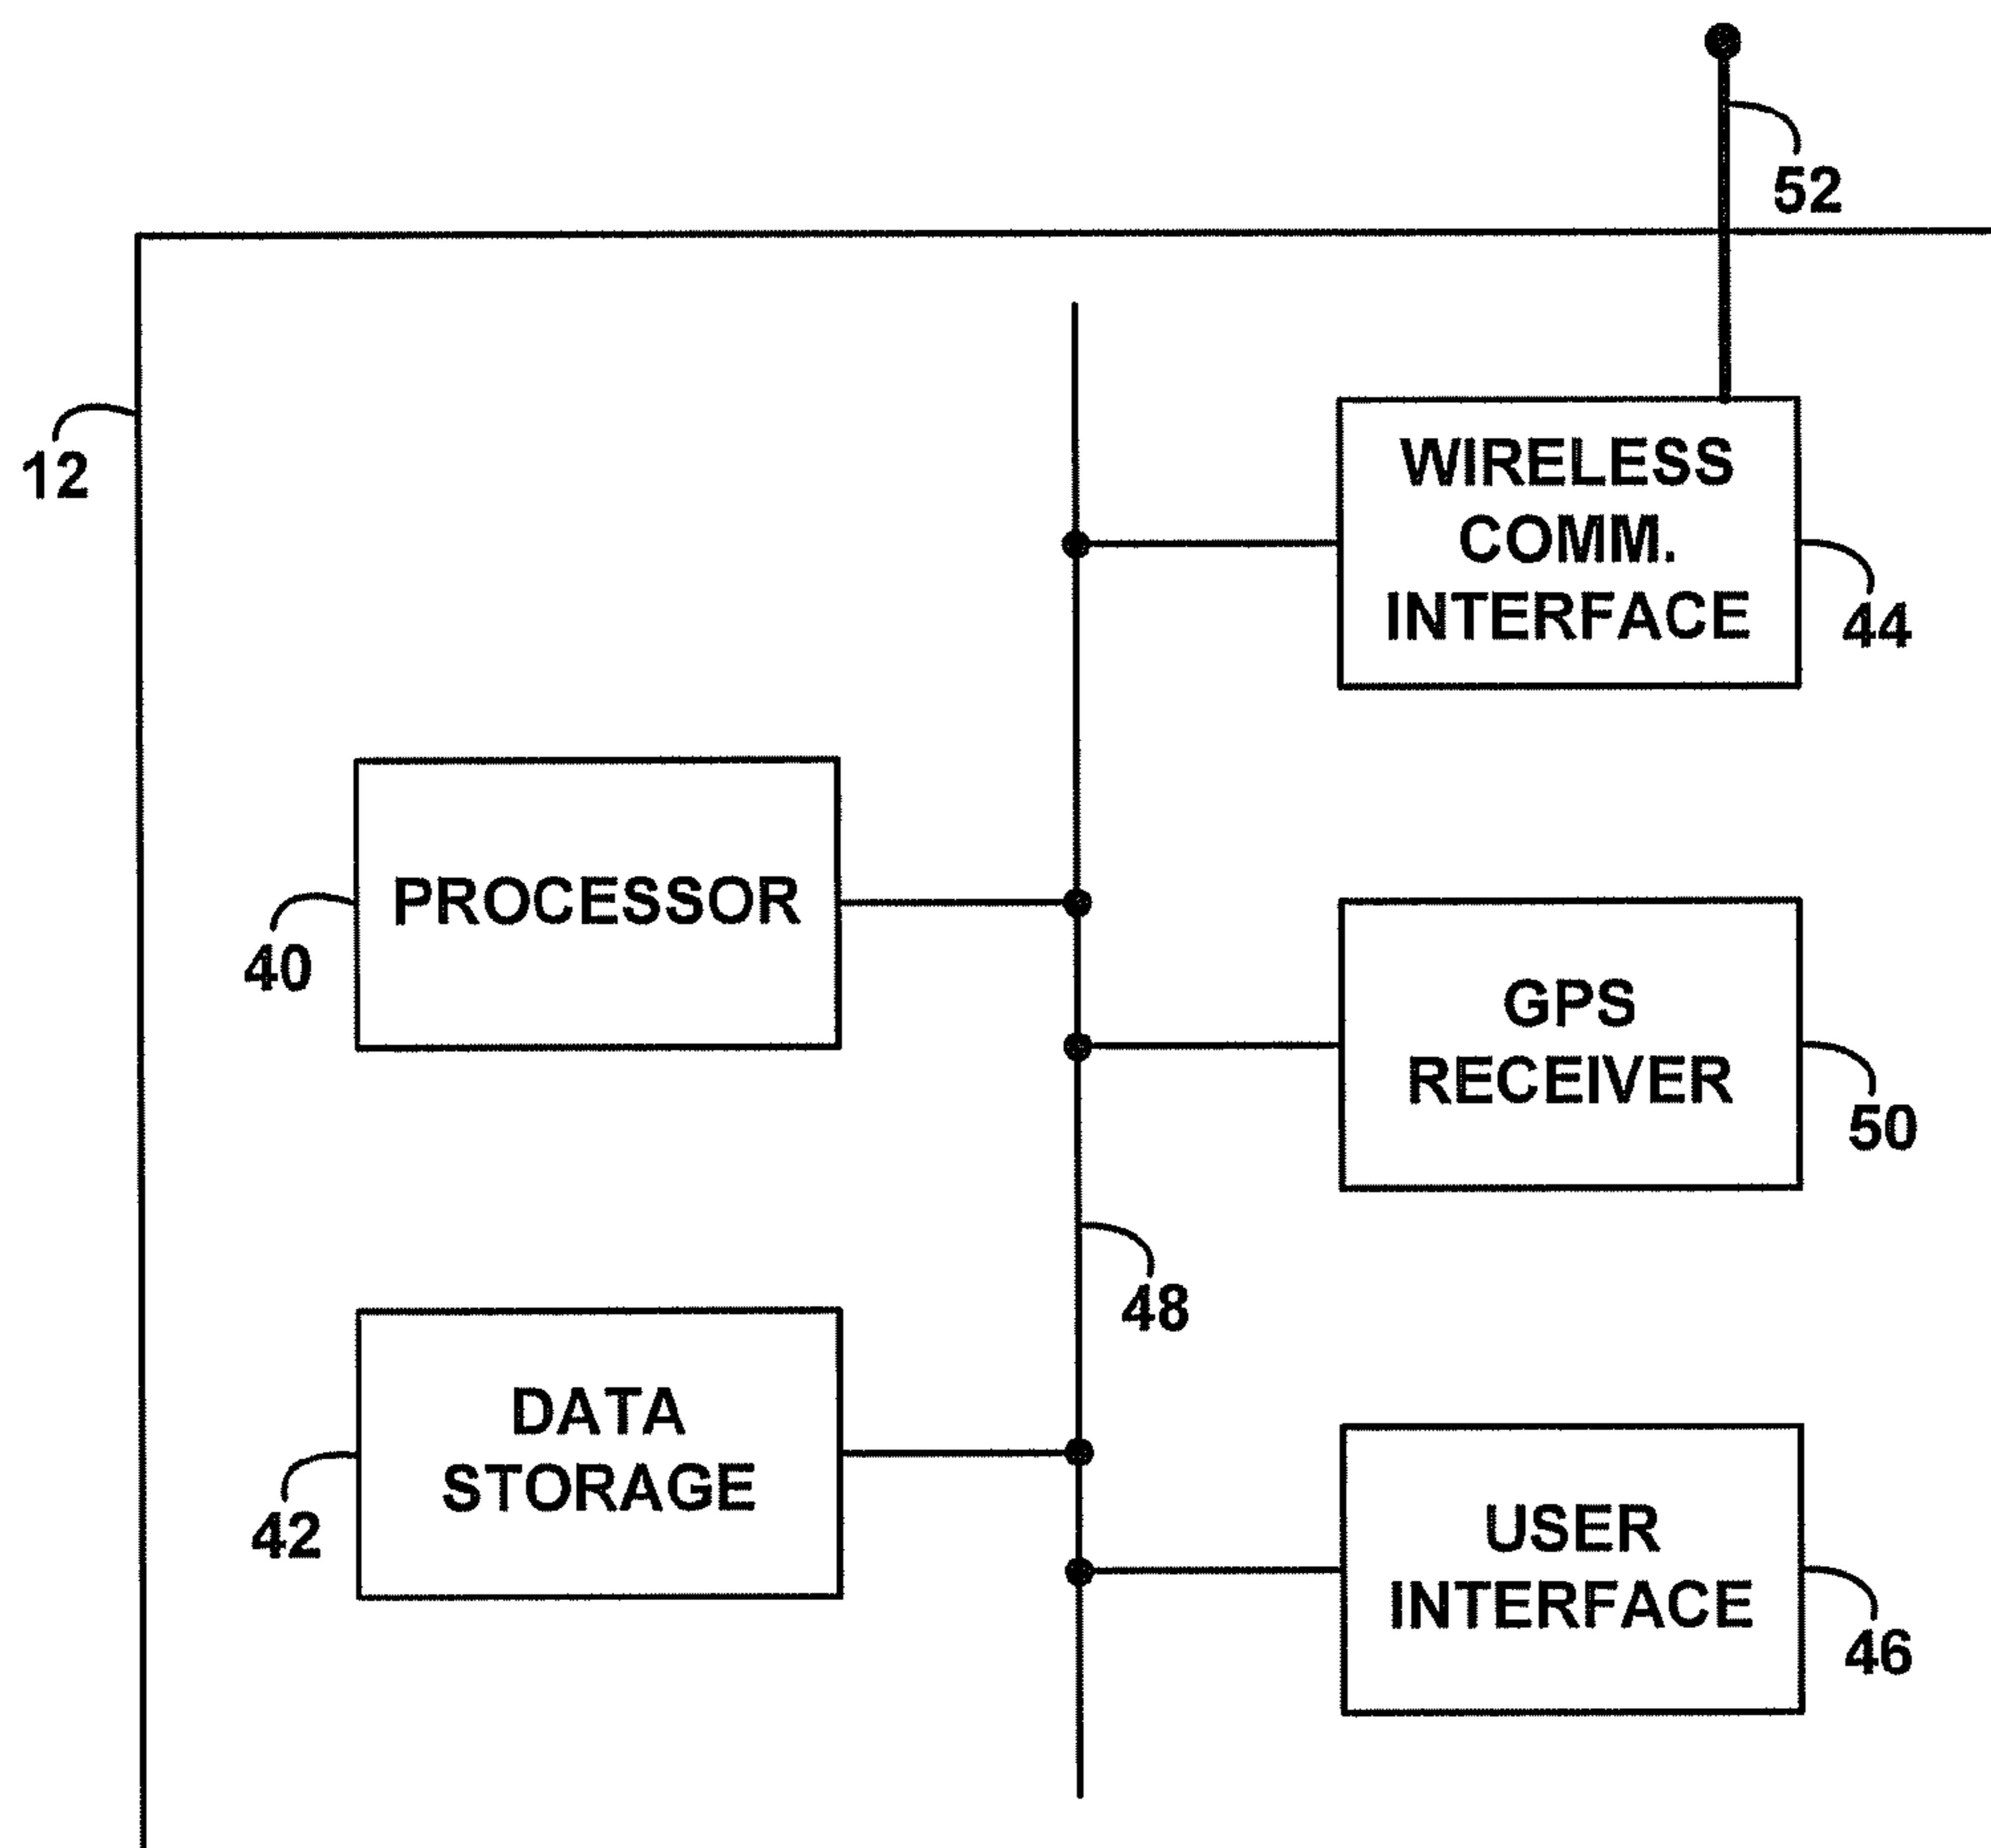 52
12
WIRELESS
COMM.
INTERFACE
44
PROCESSOR
40
GPS
RECEIVER
50
48
DATA
STORAGE
42
USER
INTERFACE
46